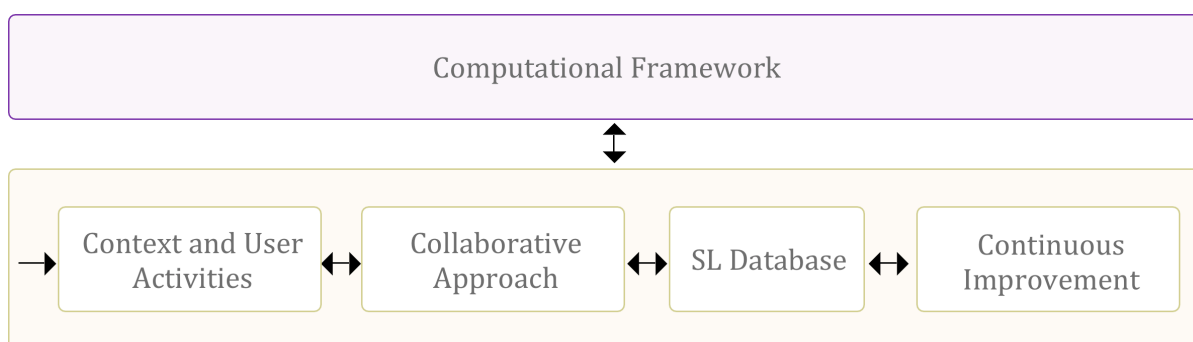 Computational Framework
Context and User
Activities
Collaborative
Approach
SL Database
Continuous
Improvement